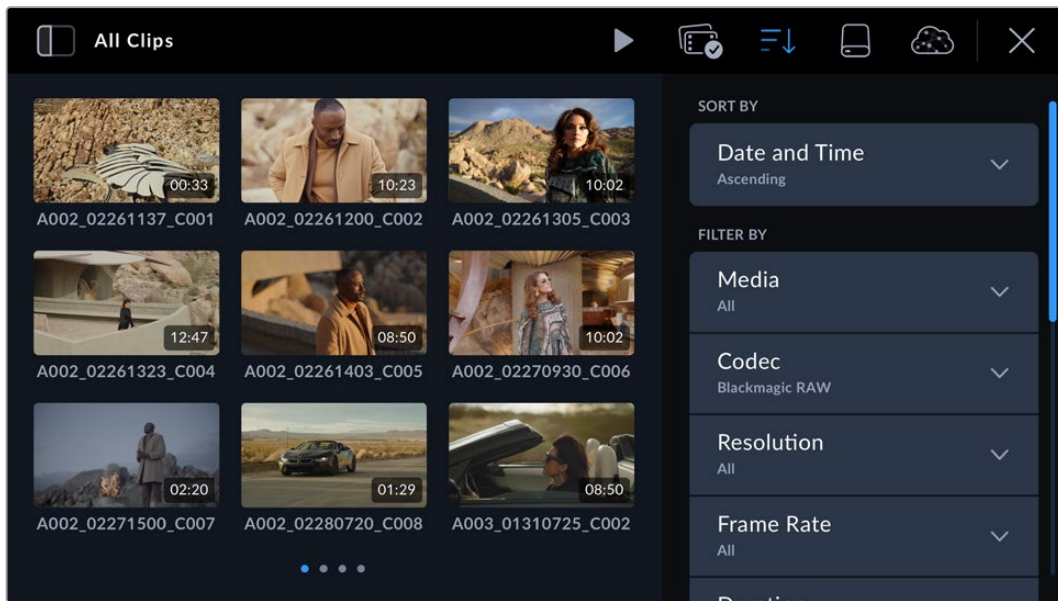 All Clips
00:33
10:23
10:02
A002_02261137_C001
A002_02261200_C002
A002_02261305_C003
12:47
08:50
10:02
A002_02261323_C004
A002_02261403_C005
A002_02270930_C006
02:20
01:29
08:50
A002_02271500_C007
A002_02280720_C008
A003_01310725_C002
SORT BY
Date and Time
Ascending
FILTER BY
Media
All
Codec
Blackmagic RAW
Resolution
All
Frame Rate
All